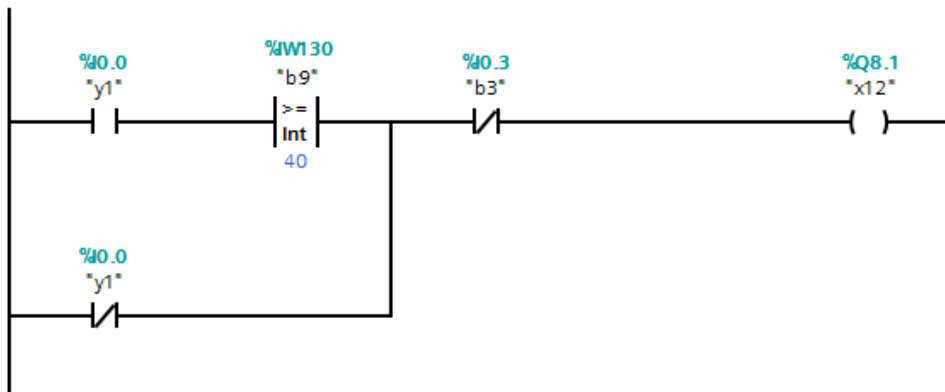 %I0.0
"y1"
%IW130
"b9"
>=
Int
40
%I0.3
"b3"
%Q8.1
"x12"
%I0.0
"y1"